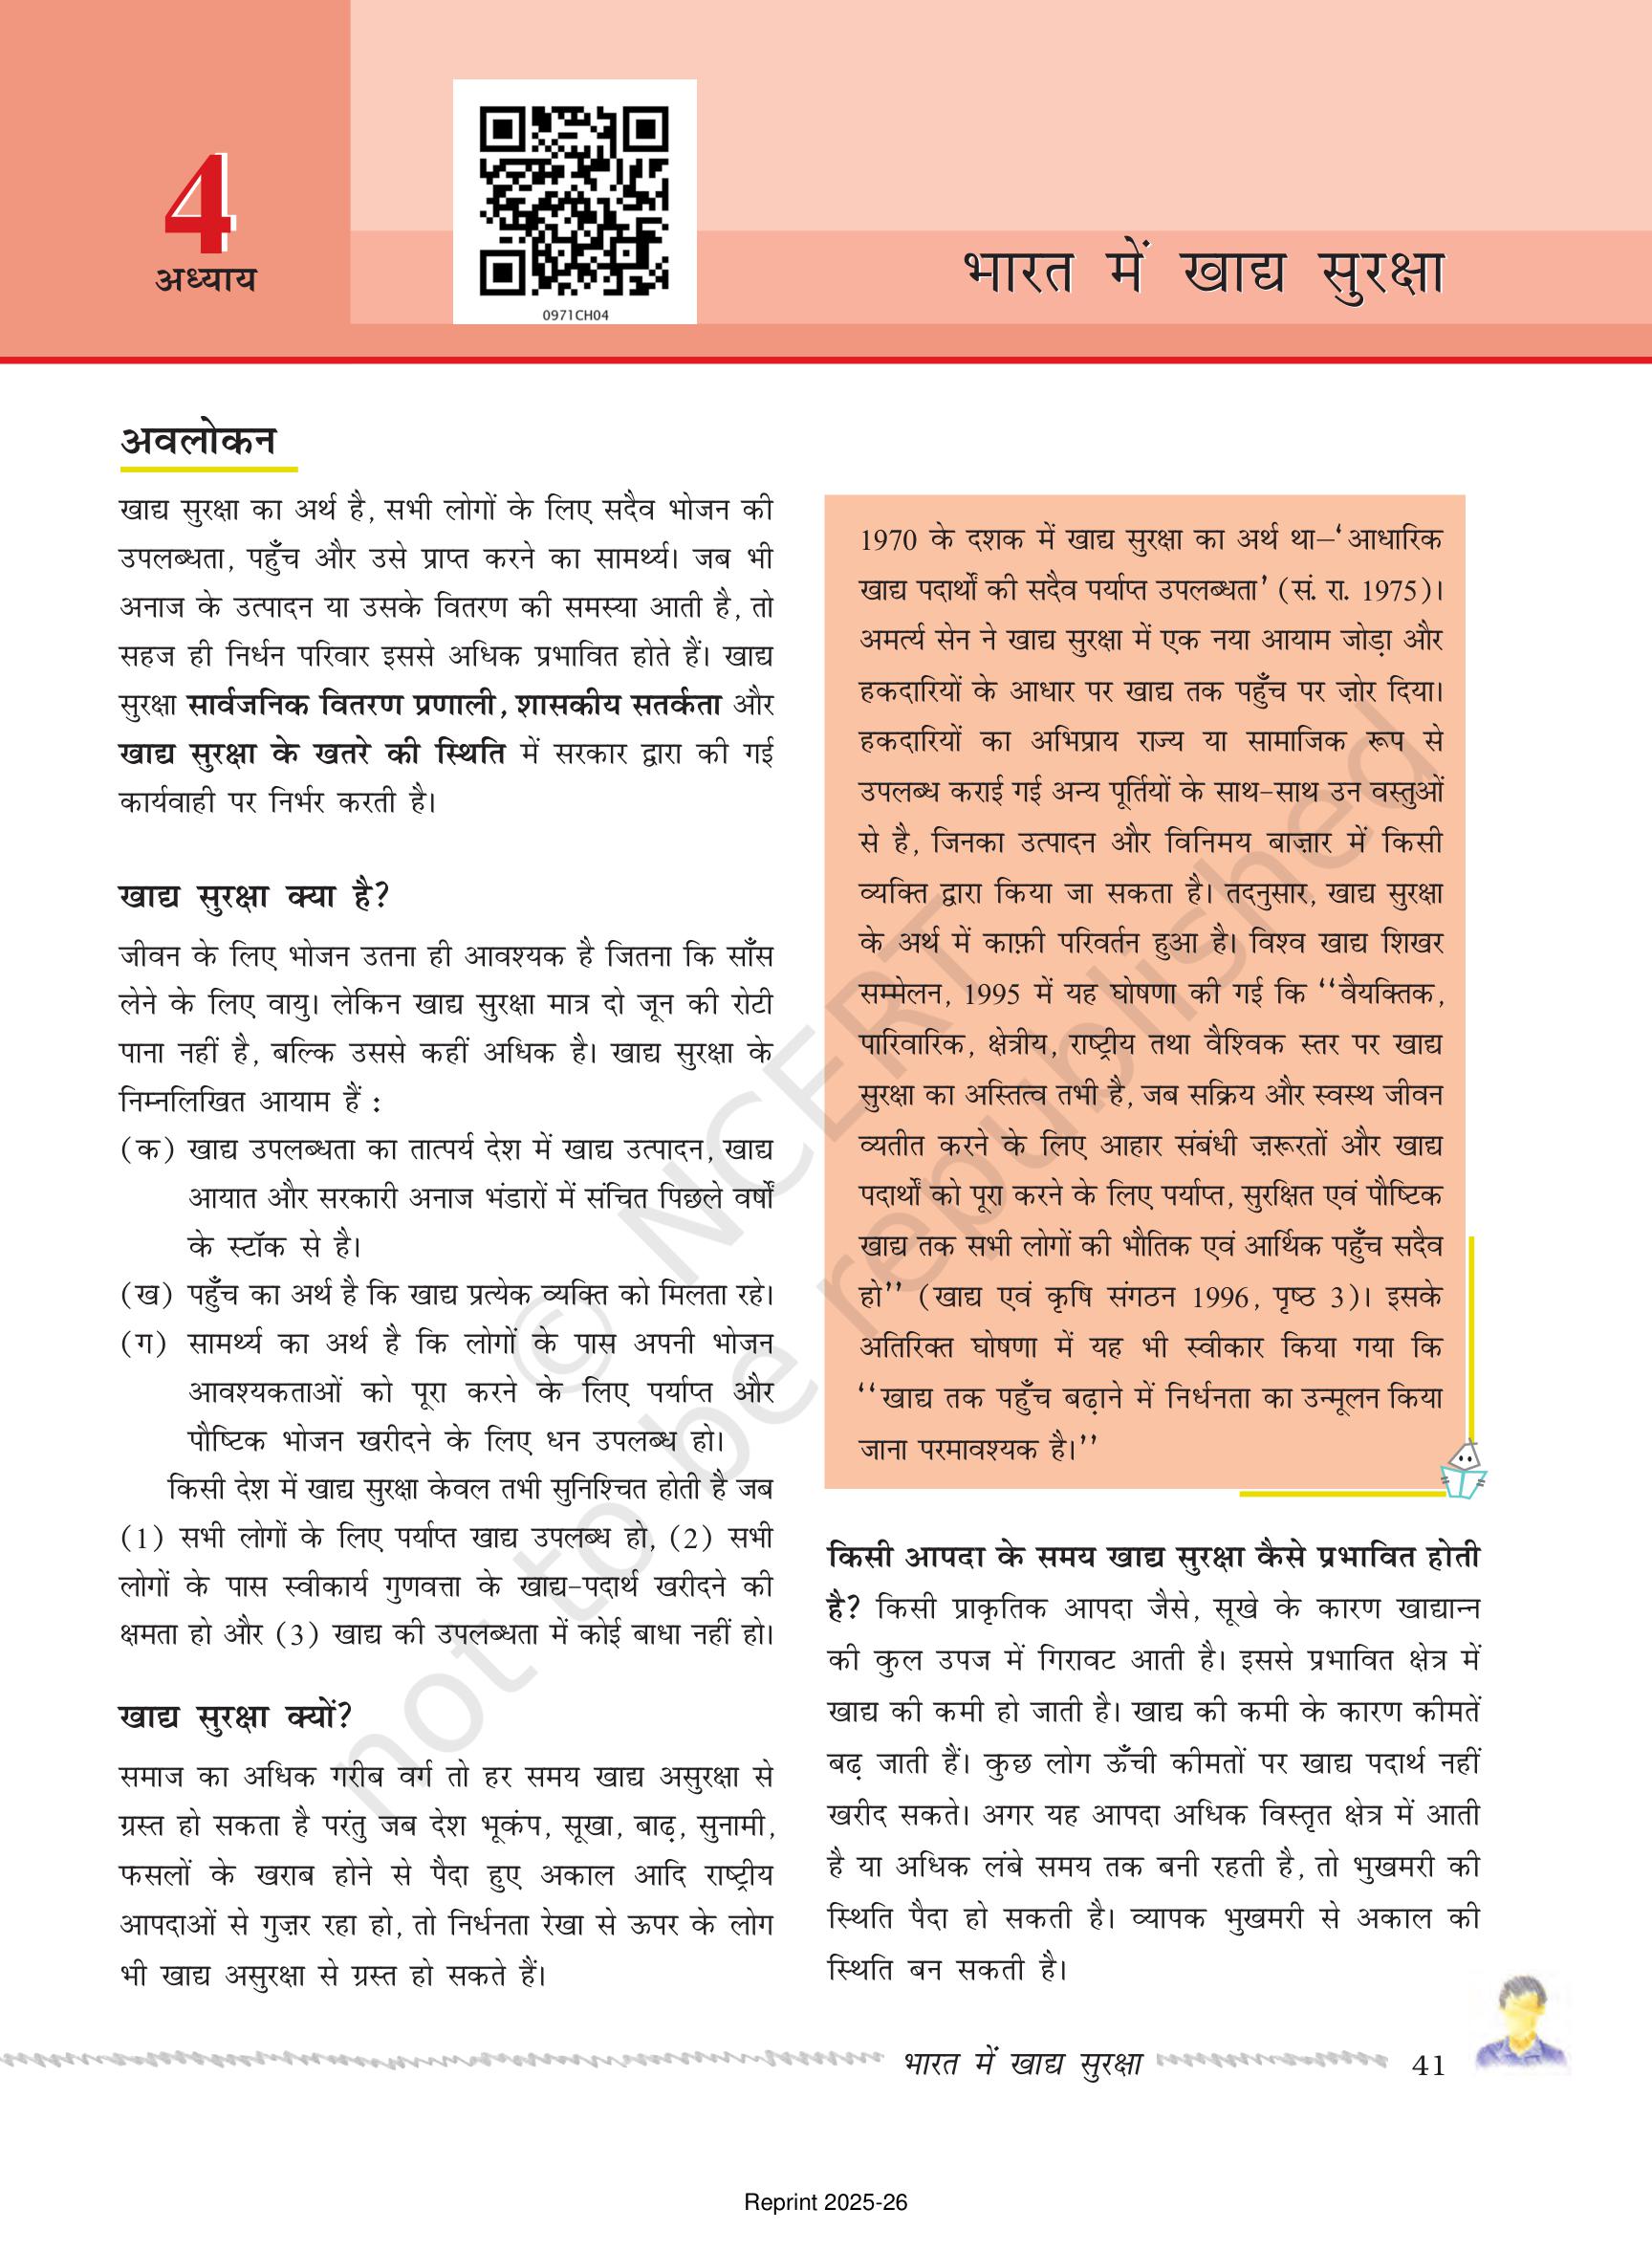 4
अध्याय
0971CH04
भारत में खाद्य सुरक्षा
अवलोकन
खाद्य सुरक्षा का अर्थ है, सभी लोगों के लिए सदैव भोजन की
उपलब्धता, पहुँच और उसे प्राप्त करने का सामर्थ्य। जब भी
अनाज के उत्पादन या उसके वितरण की समस्या आती है, तो
सहज ही निर्धन परिवार इससे अधिक प्रभावित होते हैं। खाद्य
सुरक्षा सार्वजनिक वितरण प्रणाली, शासकीय सतर्कता और
खाद्य सुरक्षा के खतरे की स्थिति में सरकार द्वारा की गई
कार्यवाही पर निर्भर करती है।
खाद्य सुरक्षा क्या है?
जीवन के लिए भोजन उतना ही आवश्यक है जितना कि साँस
लेने के लिए वायु। लेकिन खाद्य सुरक्षा मात्र दो जून की रोटी
पाना नहीं है, बल्कि उससे कहीं अधिक है। खाद्य सुरक्षा के
निम्नलिखित आयाम हैं :
(क) खाद्य उपलब्धता का तात्पर्य देश में खाद्य उत्पादन, खाद्य
आयात और सरकारी अनाज भंडारों में संचित पिछले वर्षों
के स्टॉक से है।
(ख) पहुँच का अर्थ है कि खाद्य प्रत्येक व्यक्ति को मिलता रहे।
(ग) सामर्थ्य का अर्थ है कि लोगों के पास अपनी भोजन
आवश्यकताओं को पूरा करने के लिए पर्याप्त और
पौष्टिक भोजन खरीदने के लिए धन उपलब्ध हो।
किसी देश में खाद्य सुरक्षा केवल तभी सुनिश्चित होती है जब
(1) सभी लोगों के लिए पर्याप्त खाद्य उपलब्ध हो, (2) सभी
लोगों के पास स्वीकार्य गुणवत्ता के खाद्य-पदार्थ खरीदने की
क्षमता हो और (3) खाद्य की उपलब्धता में कोई बाधा नहीं हो।
खाद्य सुरक्षा क्यों?
समाज का अधिक गरीब वर्ग तो हर समय खाद्य असुरक्षा से
ग्रस्त हो सकता है परंतु जब देश भूकंप, सूखा, बाढ़, सुनामी,
फसलों के खराब होने से पैदा हुए अकाल आदि राष्ट्रीय
आपदाओं से गुज़र रहा हो, तो निर्धनता रेखा से ऊपर के लोग
भी खाद्य असुरक्षा से ग्रस्त हो सकते हैं।
1970 के दशक में खाद्य सुरक्षा का अर्थ था–‘आधारिक
खाद्य पदार्थों की सदैव पर्याप्त उपलब्धता’ (सं. रा. 1975)।
अमर्त्य सेन ने खाद्य सुरक्षा में एक नया आयाम जोड़ा और
हकदारियों के आधार पर खाद्य तक पहुँच पर ज़ोर दिया।
हकदारियों का अभिप्राय राज्य या सामाजिक रूप से
उपलब्ध कराई गई अन्य पूर्तियों के साथ-साथ उन वस्तुओं
से है, जिनका उत्पादन और विनिमय बाज़ार में किसी
व्यक्ति द्वारा किया जा सकता है। तदनुसार, खाद्य सुरक्षा
के अर्थ में काफ़ी परिवर्तन हुआ है। विश्व खाद्य शिखर
सम्मेलन, 1995 में यह घोषणा की गई कि ‘‘वैयक्तिक,
पारिवारिक, क्षेत्रीय, राष्ट्रीय तथा वैश्विक स्तर पर खाद्य
सुरक्षा का अस्तित्व तभी है, जब सक्रिय और स्वस्थ जीवन
व्यतीत करने के लिए आहार संबंधी ज़रूरतों और खाद्य
पदार्थों को पूरा करने के लिए पर्याप्त, सुरक्षित एवं पौष्टिक
खाद्य तक सभी लोगों की भौतिक एवं आर्थिक पहुँच सदैव
हो’’ (खाद्य एवं कृषि संगठन 1996, पृष्ठ 3)। इसके
अतिरिक्त घोषणा में यह भी स्वीकार किया गया कि
‘‘खाद्य तक पहुँच बढ़ाने में निर्धनता का उन्मूलन किया
जाना परमावश्यक है।’’
किसी आपदा के समय खाद्य सुरक्षा कैसे प्रभावित होती
है? किसी प्राकृतिक आपदा जैसे, सूखे के कारण खाद्यान्न
की कुल उपज में गिरावट आती है। इससे प्रभावित क्षेत्र में
खाद्य की कमी हो जाती है। खाद्य की कमी के कारण कीमतें
बढ़ जाती हैं। कुछ लोग ऊँची कीमतों पर खाद्य पदार्थ नहीं
खरीद सकते। अगर यह आपदा अधिक विस्तृत क्षेत्र में आती
है या अधिक लंबे समय तक बनी रहती है, तो भुखमरी की
स्थिति पैदा हो सकती है। व्यापक भुखमरी से अकाल की
स्थिति बन सकती है।
© NCERT
not to be republished
भारत में खाद्य सुरक्षा 41
Reprint 2025-26